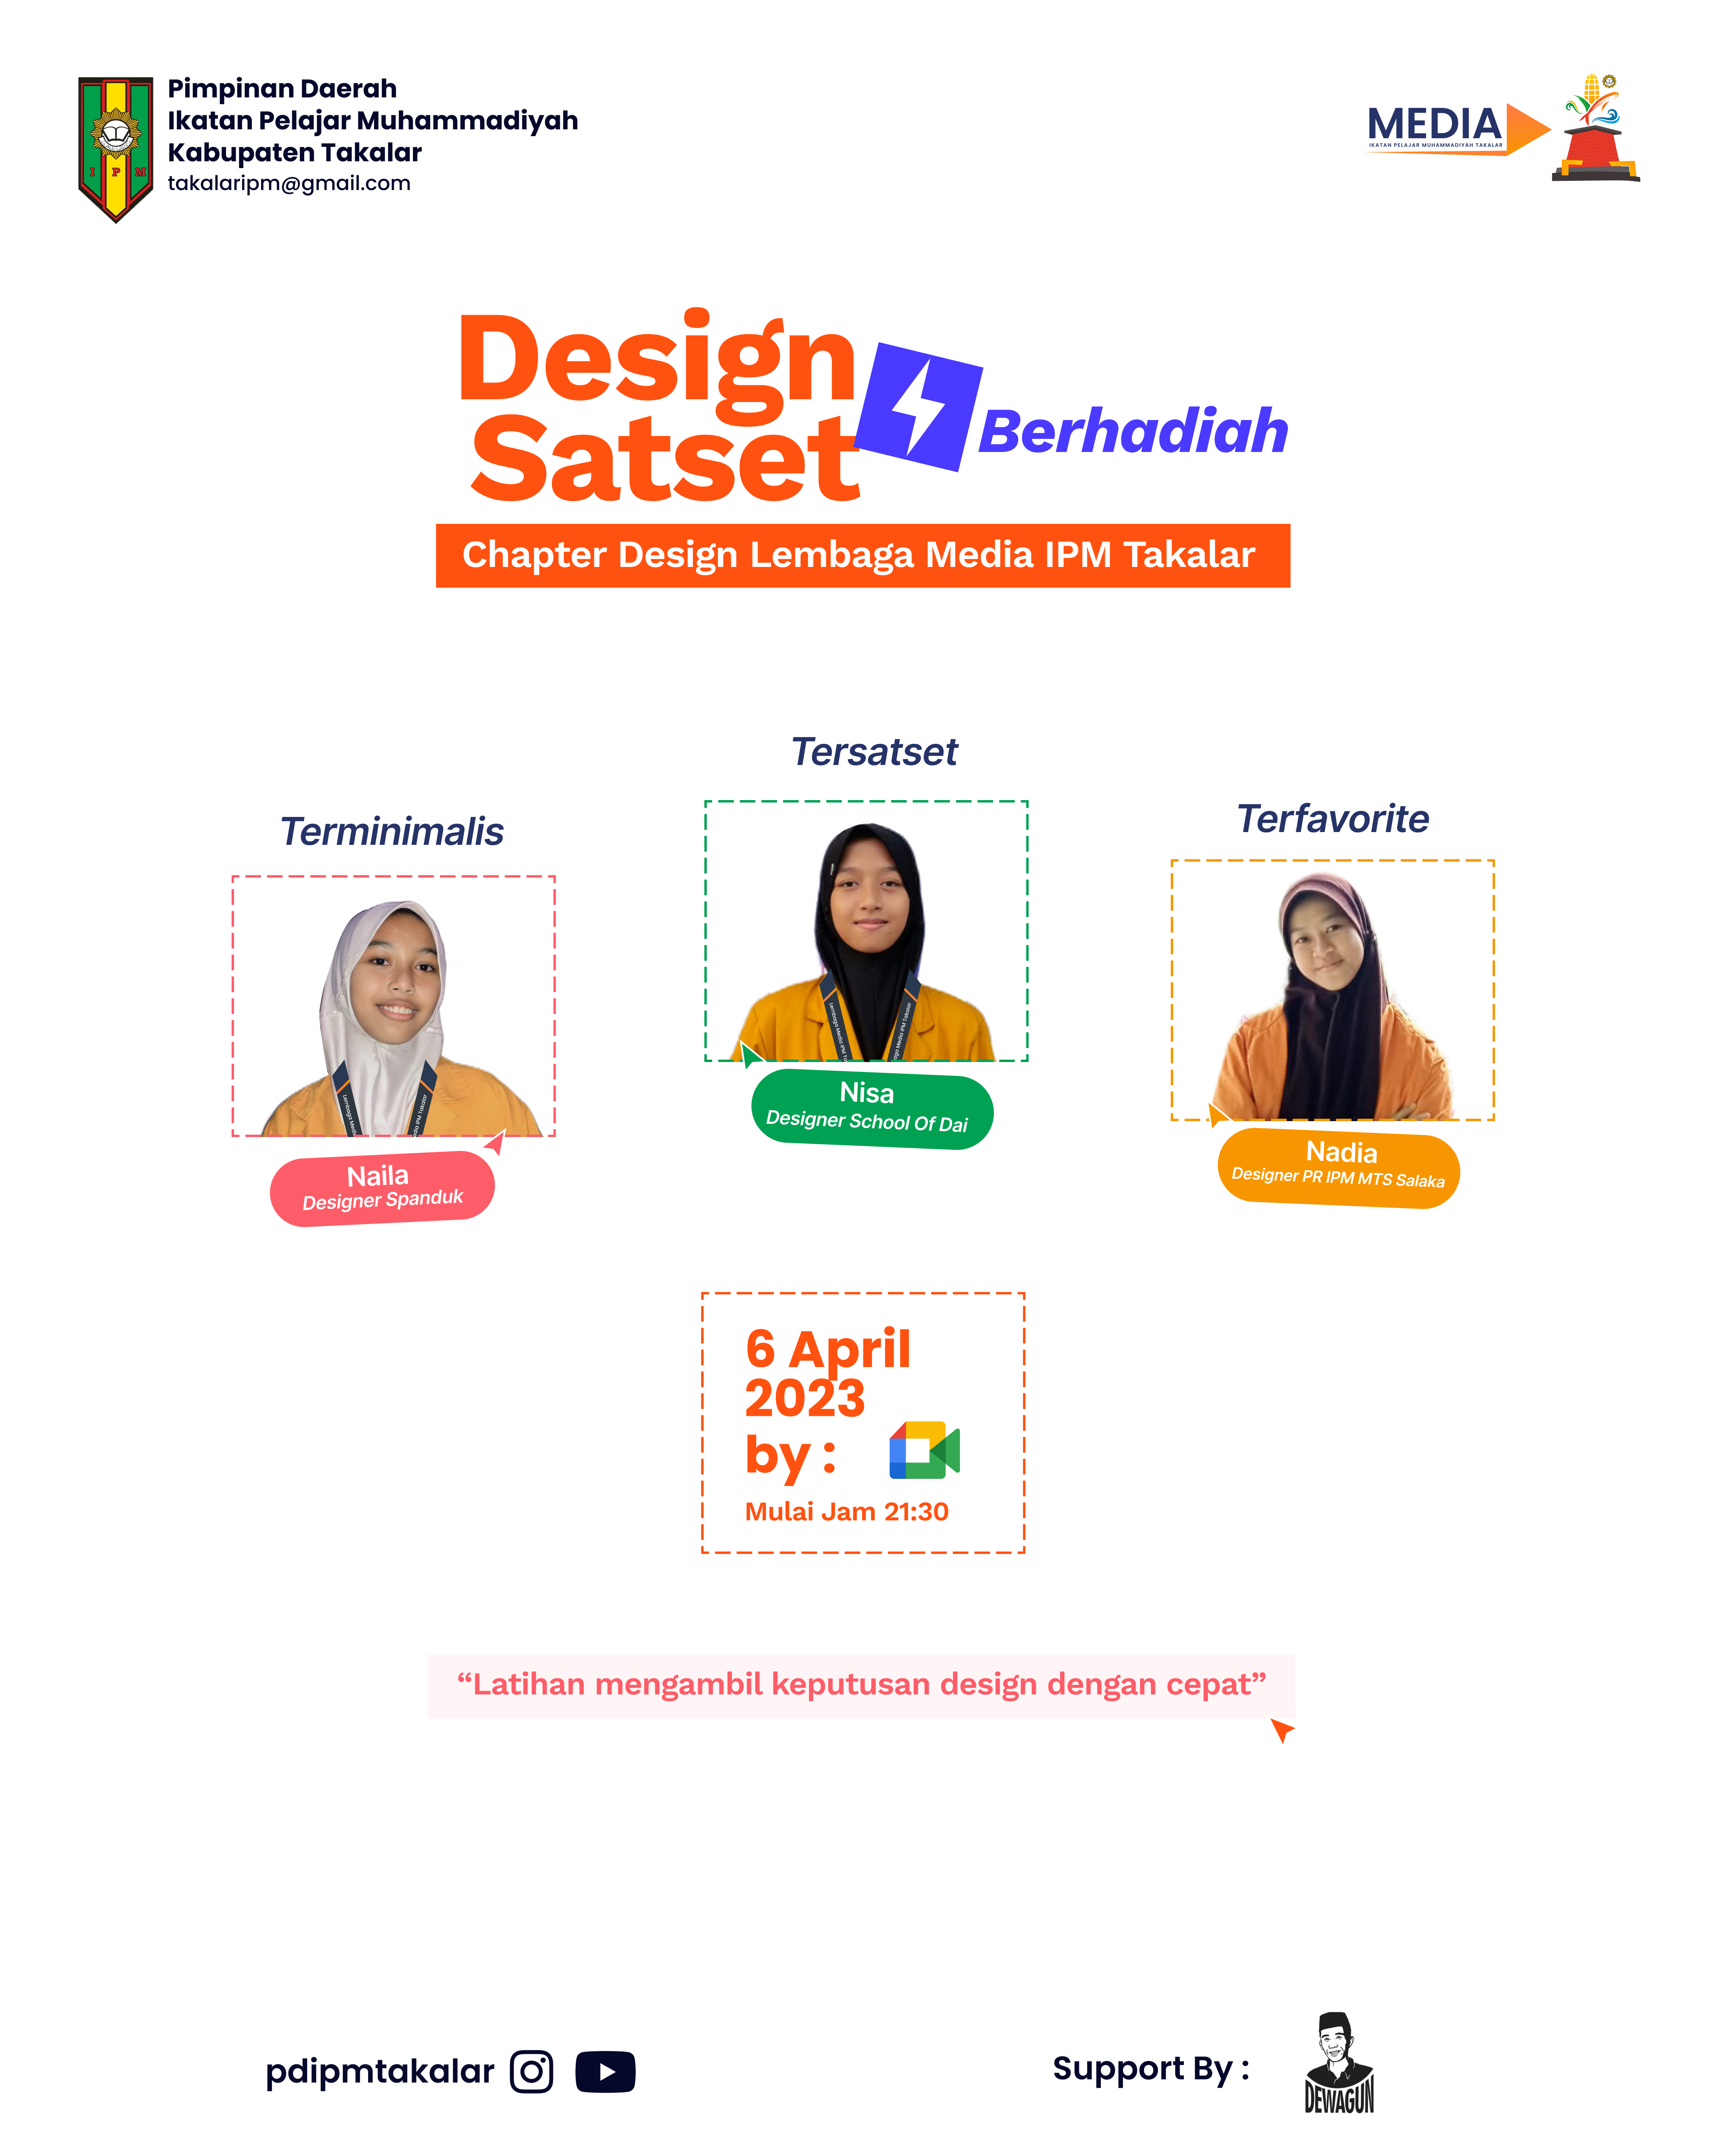 Pimpinan Daerah
Ikatan Pelajar Muhammadiyah
Kabupaten Takalar
takalaripm@gmail.com
I P M
MEDIA
IKATAN PELAJAR MUHAMMADIYAH TAKALAR
Design
Satset
Berhadiah
Chapter Design Lembaga Media IPM Takalar
Terminimalis
Tersatset
Terfavorite
Naila
Designer Spanduk
Nisa
Designer School Of Dai
Nadia
Designer PR IPM MTS Salaka
6 April
2023
by :
Mulai Jam 21:30
“Latihan mengambil keputusan design dengan cepat”
pdipmtakalar
Support By :
DEWAGUN